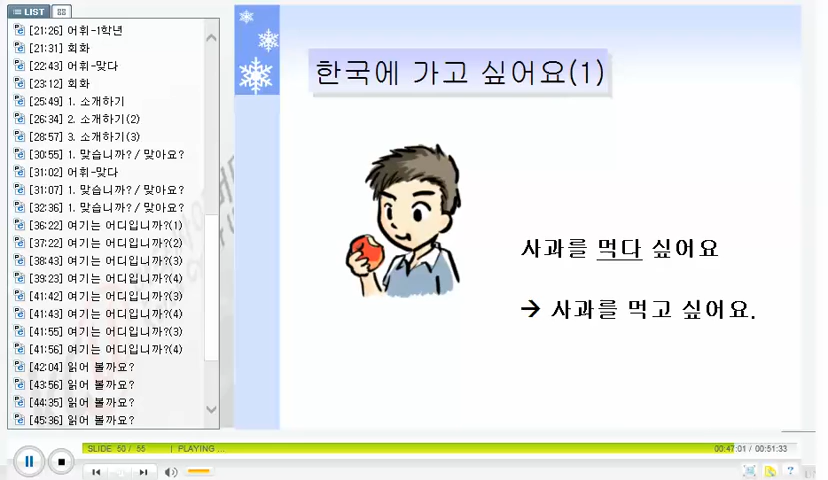 LIST
[21:26] 어휘-1학년
[21:31] 회화
[22:43] 어휘-맞다
[23:12] 회화
[25:49] 1. 소개하기
[26:34] 2. 소개하기(2)
[28:57] 3. 소개하기(3)
[30:55] 1. 맞습니까? / 맞아요?
[31:02] 어휘-맞다
[31:07] 1. 맞습니까? / 맞아요?
[32:36] 1. 맞습니까? / 맞아요?
[36:22] 여기는 어디입니까?(1)
[37:22] 여기는 어디입니까?(2)
[38:43] 여기는 어디입니까?(3)
[39:23] 여기는 어디입니까?(4)
[41:42] 여기는 어디입니까?(3)
[41:43] 여기는 어디입니까?(4)
[41:55] 여기는 어디입니까?(3)
[41:56] 여기는 어디입니까?(4)
[42:04] 읽어 볼까요?
[43:56] 읽어 볼까요?
[44:35] 읽어 볼까요?
[45:36] 읽어 볼까요?
한국에 가고 싶어요(1)
사과를 먹다 싶어요
→ 사과를 먹고 싶어요.
SLIDE 50 / 55 | PLAYING ... 00:47:01 / 00:51:33